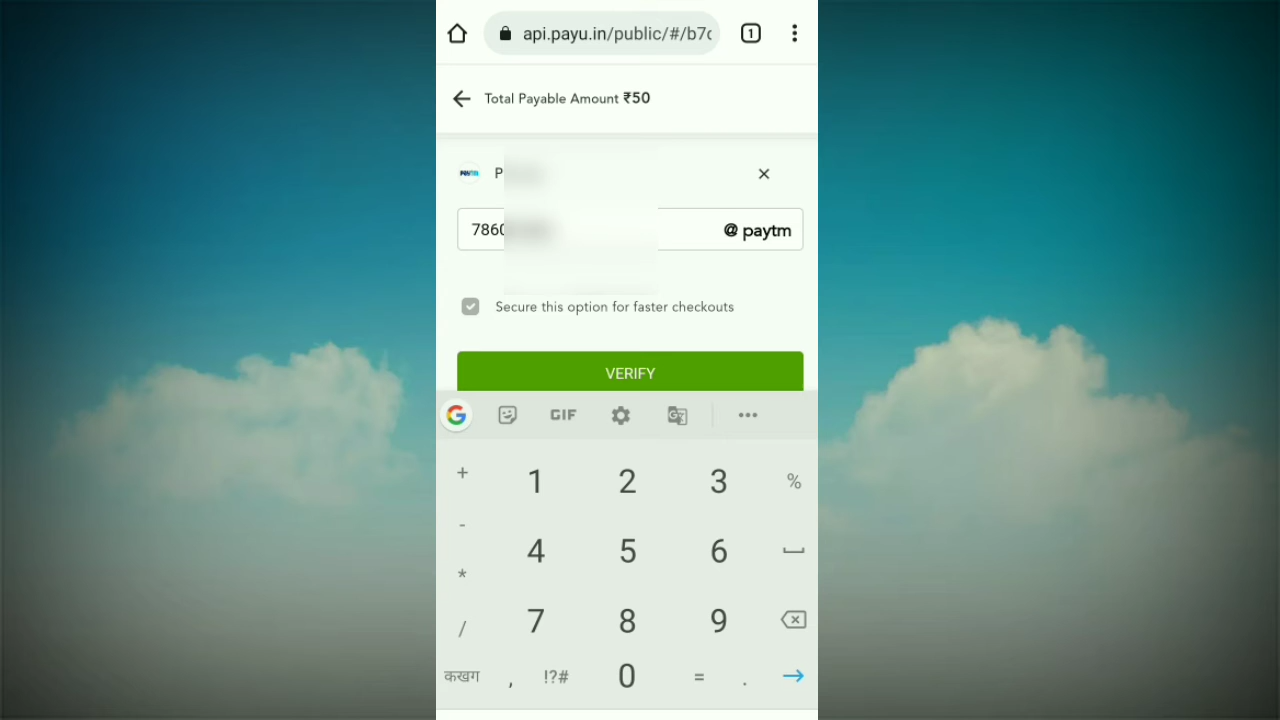 api.payu.in/public/#/b7c
1
Total Payable Amount ₹50
paytm
P
7860
@ paytm
Secure this option for faster checkouts
VERIFY
G
GIF
+ 1 2 3 %
- 4 5 6
*
/ 7 8 9
कखग , !?# 0 = .